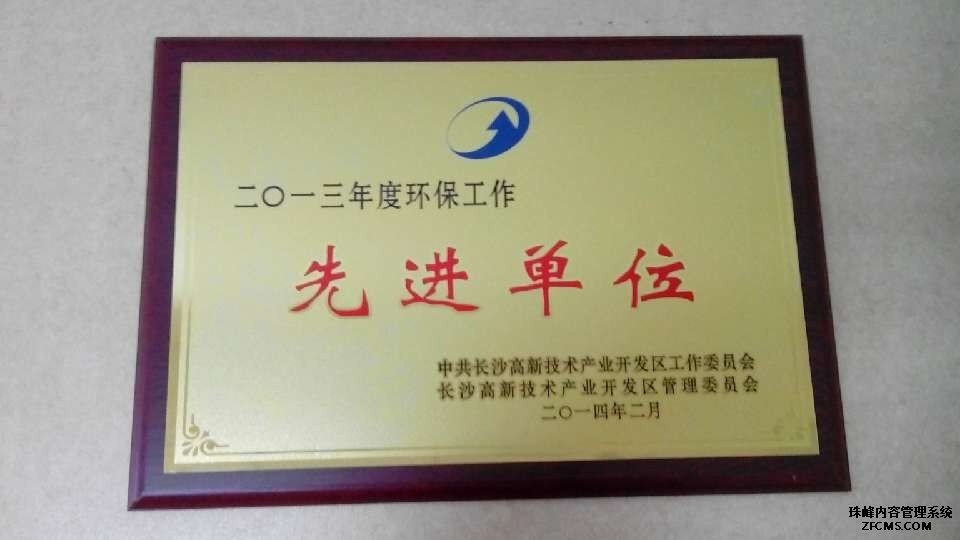 二〇一三年度环保工作
先进单位
中共长沙高新技术产业开发区工作委员会
长沙高新技术产业开发区管理委员会
二〇一四年二月
珠峰内容管理系统
ZFCMS.COM